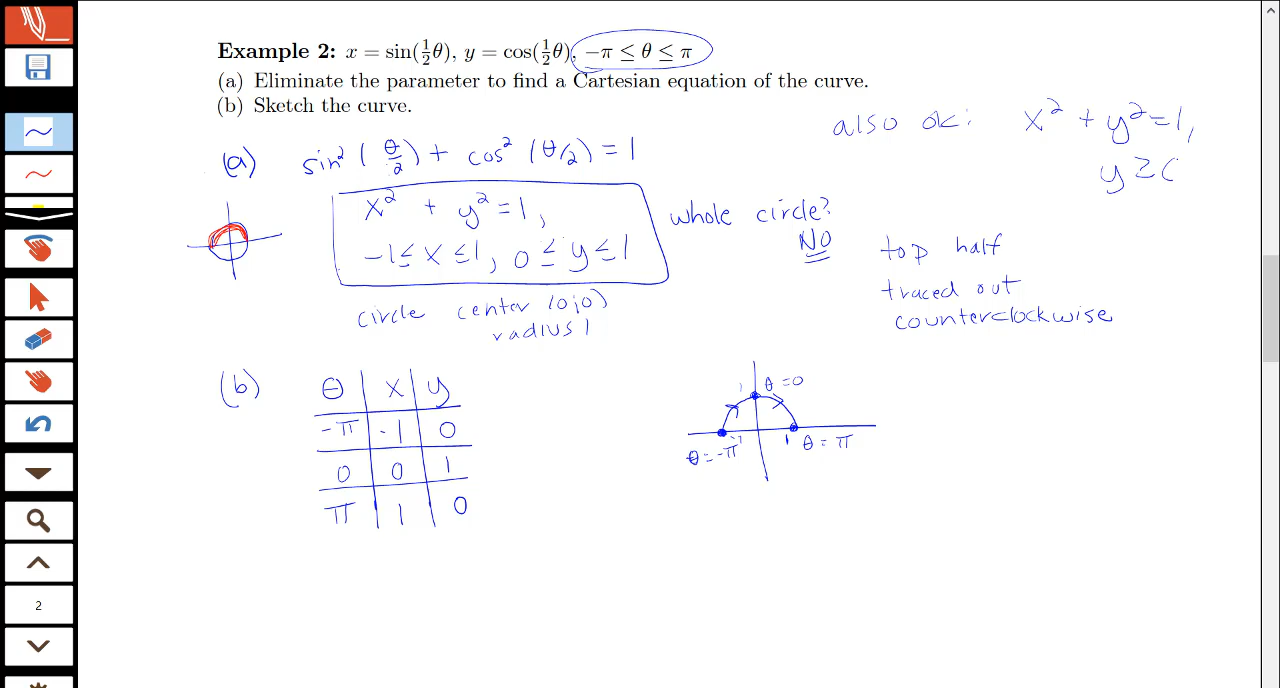 Example 2: x = sin(½θ), y = cos(½θ), −π ≤ θ ≤ π
(a) Eliminate the parameter to find a Cartesian equation of the curve.
(b) Sketch the curve.
also ok: x² + y² = 1,
y ≥ 0
(a) sin² (θ/2) + cos² (θ/2) = 1
x² + y² = 1,
-1 ≤ x ≤ 1, 0 ≤ y ≤ 1
circle center (0,0)
radius 1
whole circle?
NO
top half
traced out
counterclockwise
(b) θ x y
-π -1 0
0 0 1
π 1 0
1 θ = 0
-1 1
θ = -π θ = π
2